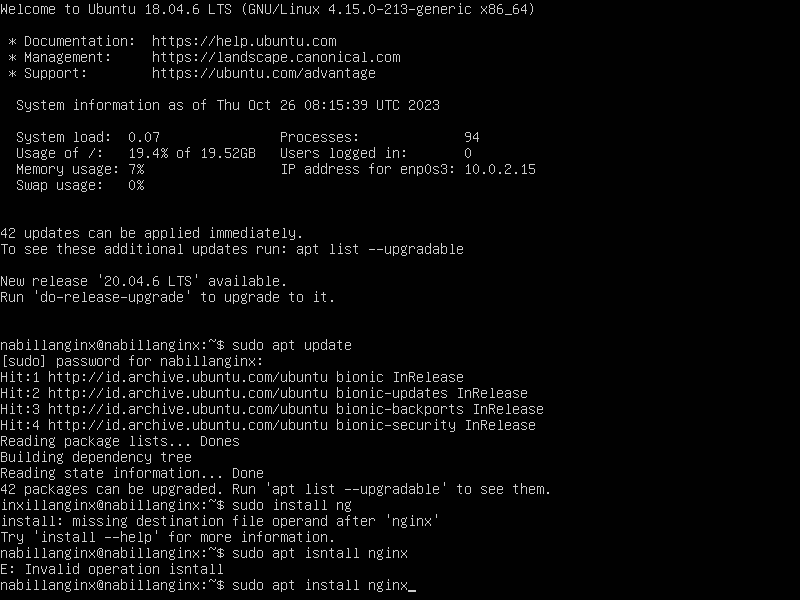 Welcome to Ubuntu 18.04.6 LTS (GNU/Linux 4.15.0-213-generic x86_64)
* Documentation:  https://help.ubuntu.com
* Management:     https://landscape.canonical.com
* Support:        https://ubuntu.com/advantage
System information as of Thu Oct 26 08:15:39 UTC 2023
System load:  0.07               Processes:             94
Usage of /:   19.4% of 19.52GB   Users logged in:       0
Memory usage: 7%                 IP address for enp0s3: 10.0.2.15
Swap usage:   0%
42 updates can be applied immediately.
To see these additional updates run: apt list --upgradable
New release '20.04.6 LTS' available.
Run 'do-release-upgrade' to upgrade to it.
nabillanginx@nabillanginx:~$ sudo apt update
[sudo] password for nabillanginx:
Hit:1 http://id.archive.ubuntu.com/ubuntu bionic InRelease
Hit:2 http://id.archive.ubuntu.com/ubuntu bionic-updates InRelease
Hit:3 http://id.archive.ubuntu.com/ubuntu bionic-backports InRelease
Hit:4 http://id.archive.ubuntu.com/ubuntu bionic-security InRelease
Reading package lists... Dones
Building dependency tree
Reading state information... Done
42 packages can be upgraded. Run 'apt list --upgradable' to see them.
inxillanginx@nabillanginx:~$ sudo install ng
install: missing destination file operand after 'nginx'
Try 'install --help' for more information.
nabillanginx@nabillanginx:~$ sudo apt isntall nginx
E: Invalid operation isntall
nabillanginx@nabillanginx:~$ sudo apt install nginx_